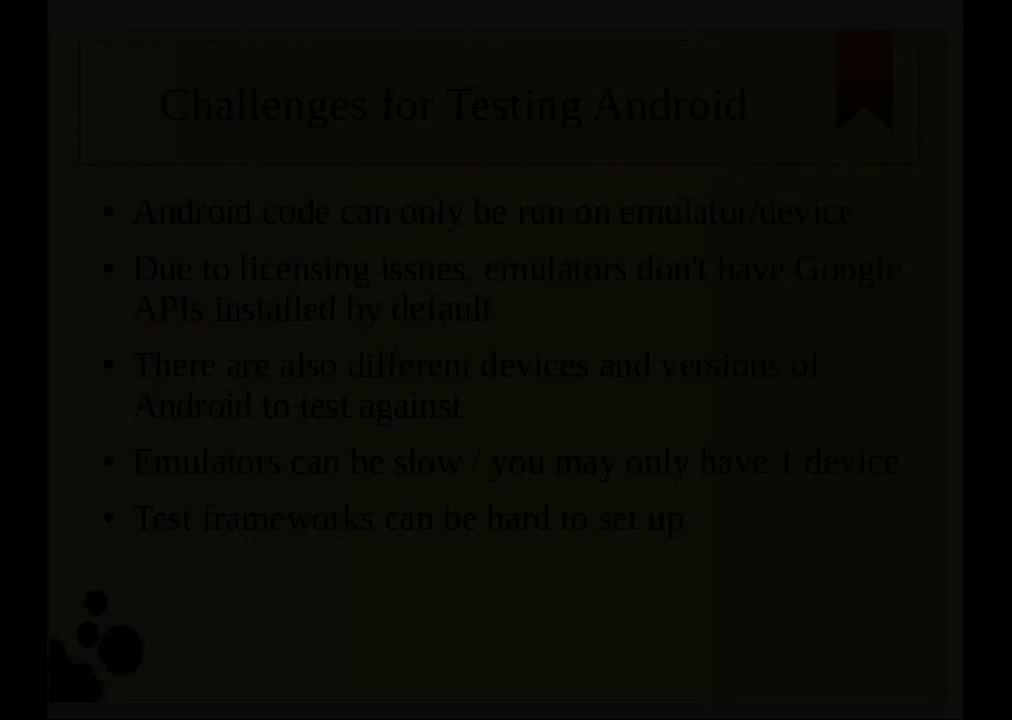 Challenges for Testing Android
• Android code can only be run on emulator/device
• Due to licensing issues, emulators don't have Google
APIs installed by default
• There are also different devices and versions of
Android to test against
• Emulators can be slow / you may only have 1 device
• Test frameworks can be hard to set up.